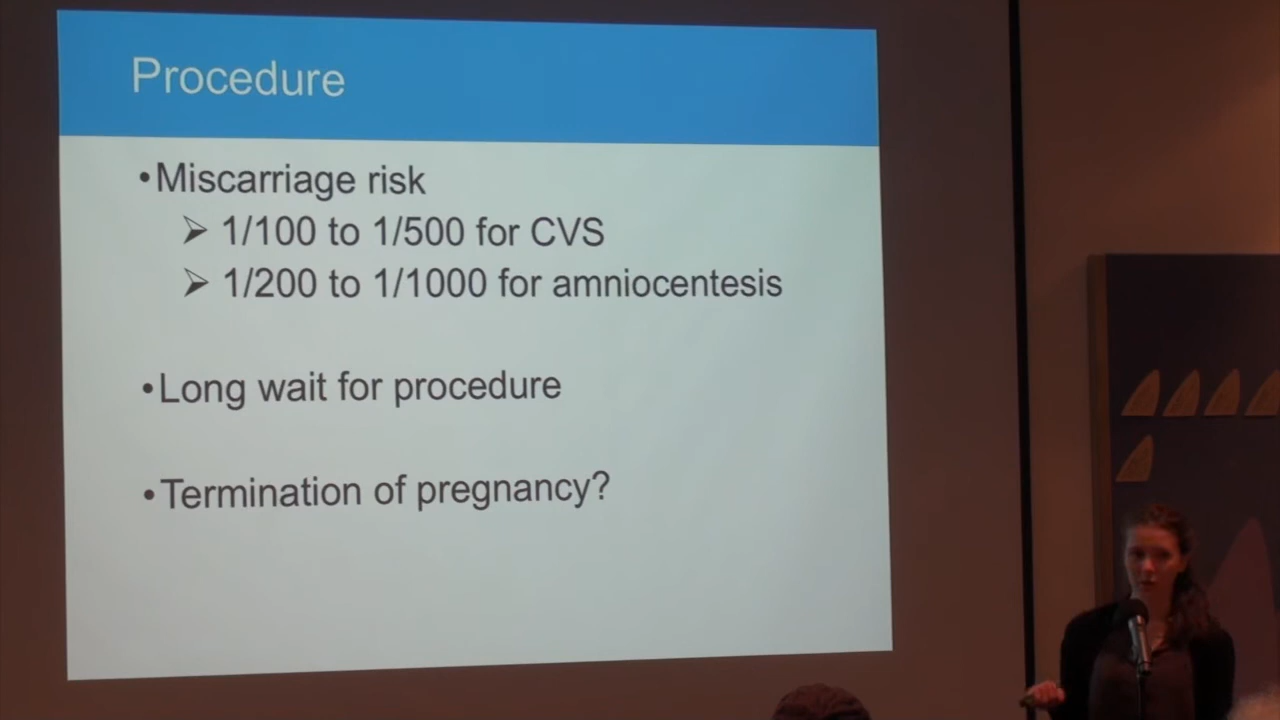 Procedure
•Miscarriage risk
➢ 1/100 to 1/500 for CVS
➢ 1/200 to 1/1000 for amniocentesis
•Long wait for procedure
•Termination of pregnancy?